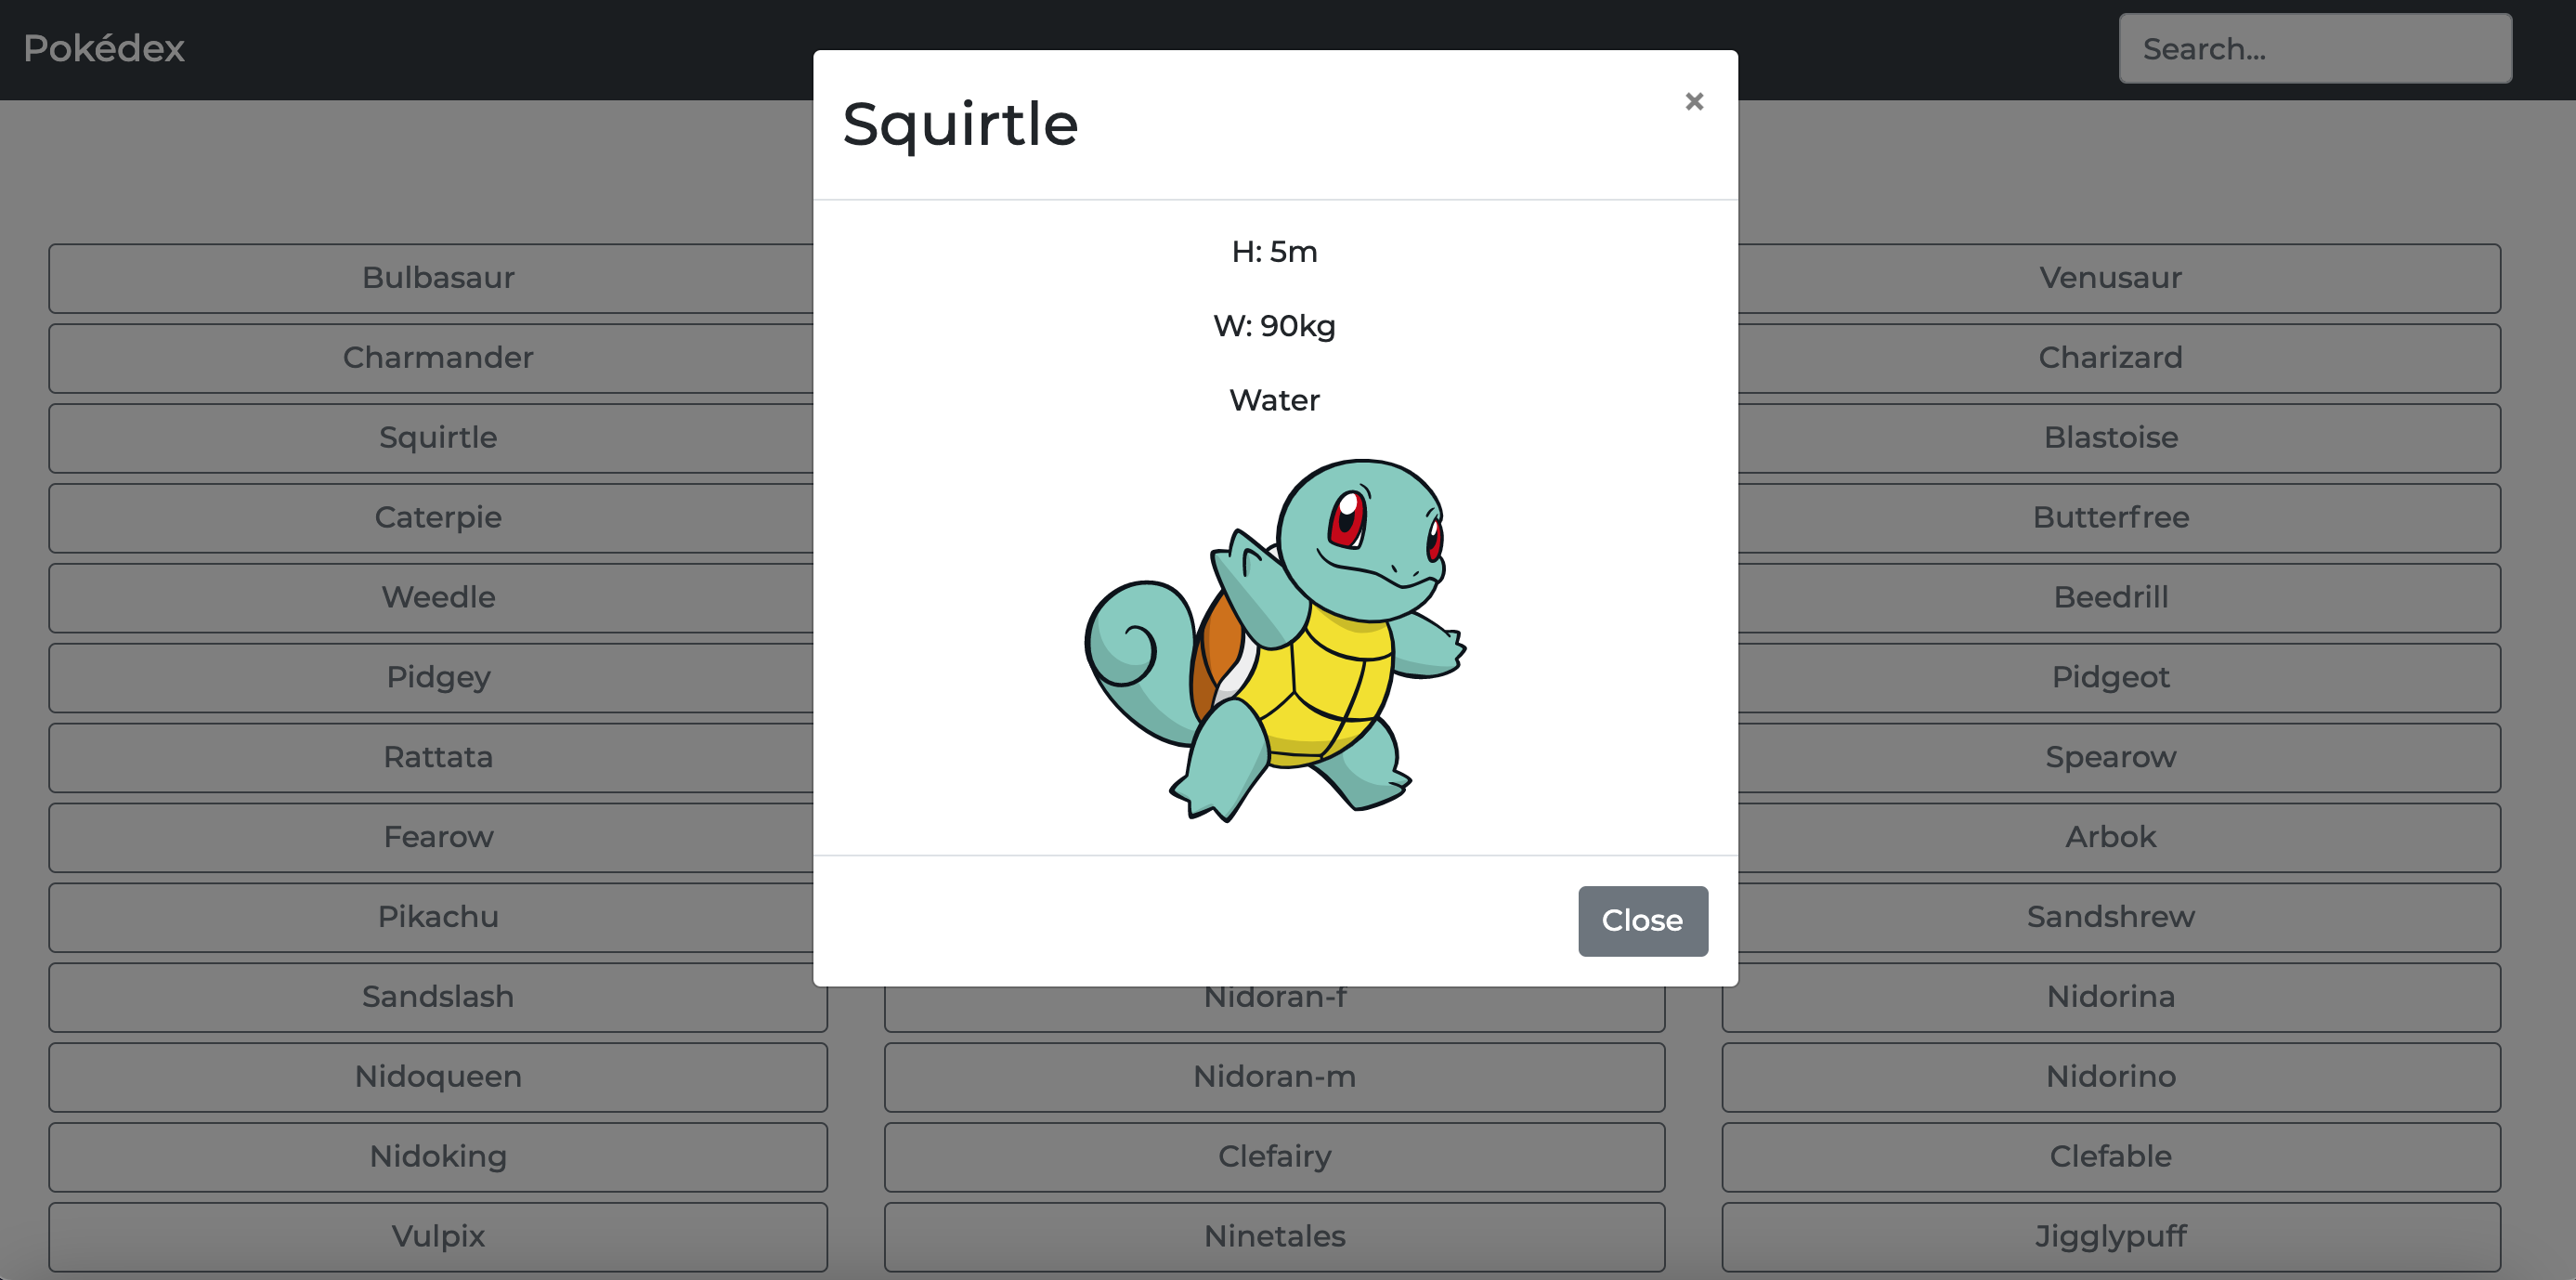 Pokédex
Search...
Squirtle
×
H: 5m
W: 90kg
Water
Close
Bulbasaur
Venusaur
Charmander
Charizard
Squirtle
Blastoise
Caterpie
Butterfree
Weedle
Beedrill
Pidgey
Pidgeot
Rattata
Spearow
Fearow
Arbok
Pikachu
Sandshrew
Sandslash
Nidoran-f
Nidorina
Nidoqueen
Nidoran-m
Nidorino
Nidoking
Clefairy
Clefable
Vulpix
Ninetales
Jigglypuff